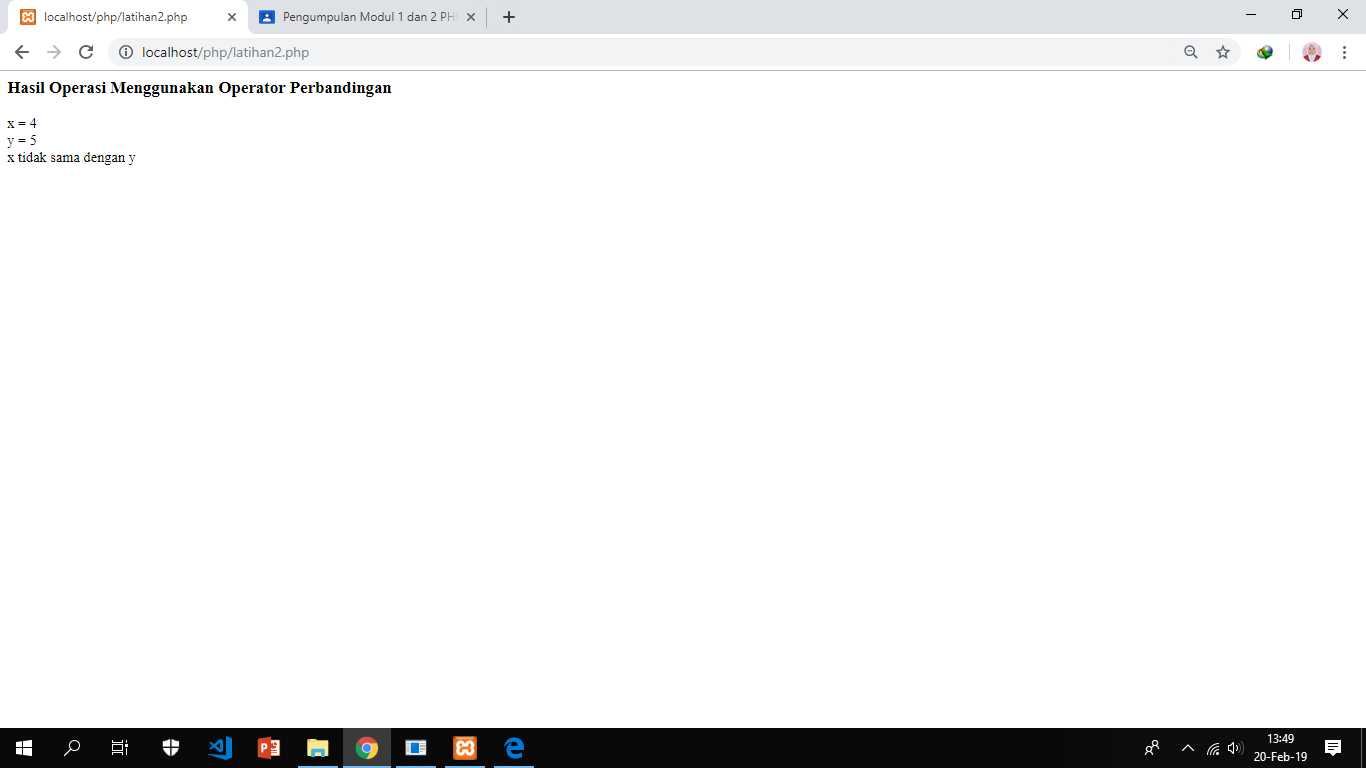 localhost/php/latihan2.php
Pengumpulan Modul 1 dan 2 PH
localhost/php/latihan2.php
Hasil Operasi Menggunakan Operator Perbandingan
x = 4
y = 5
x tidak sama dengan y
13:49
20-Feb-19